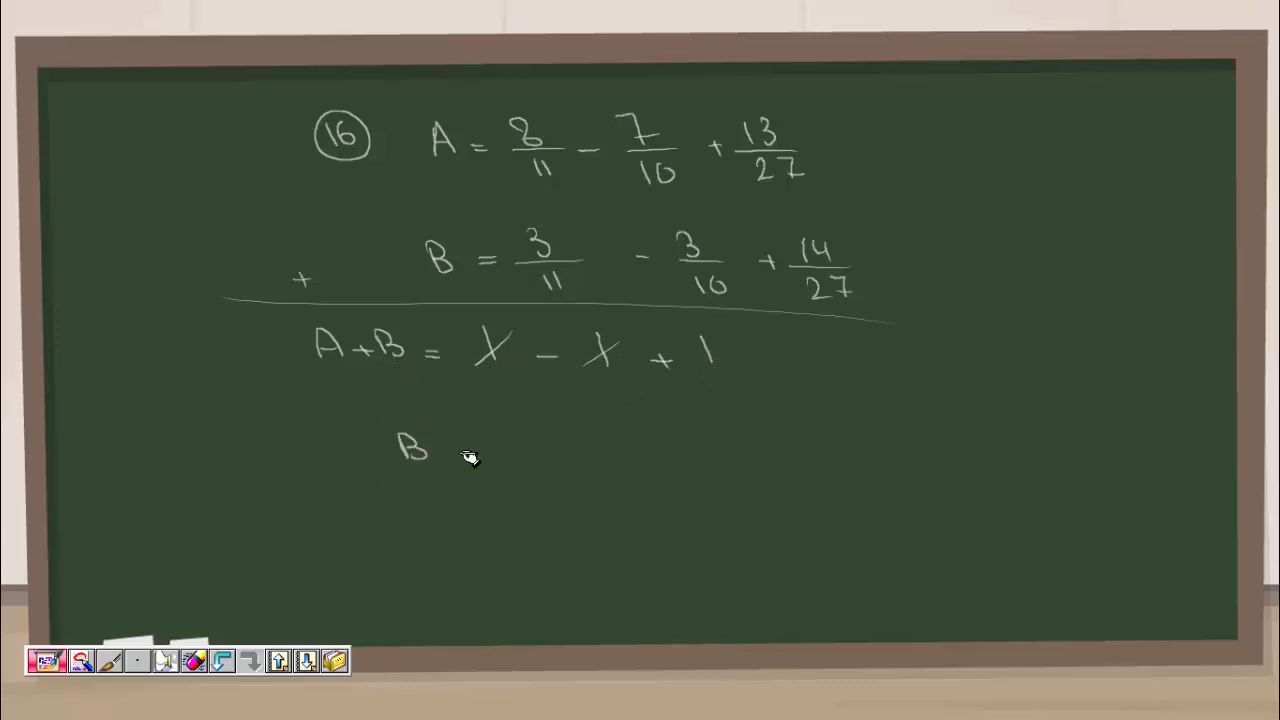 16 A = 8/11 - 7/10 + 13/27
+ B = 3/11 - 3/10 + 14/27
A+B = 1 - 1 + 1
B